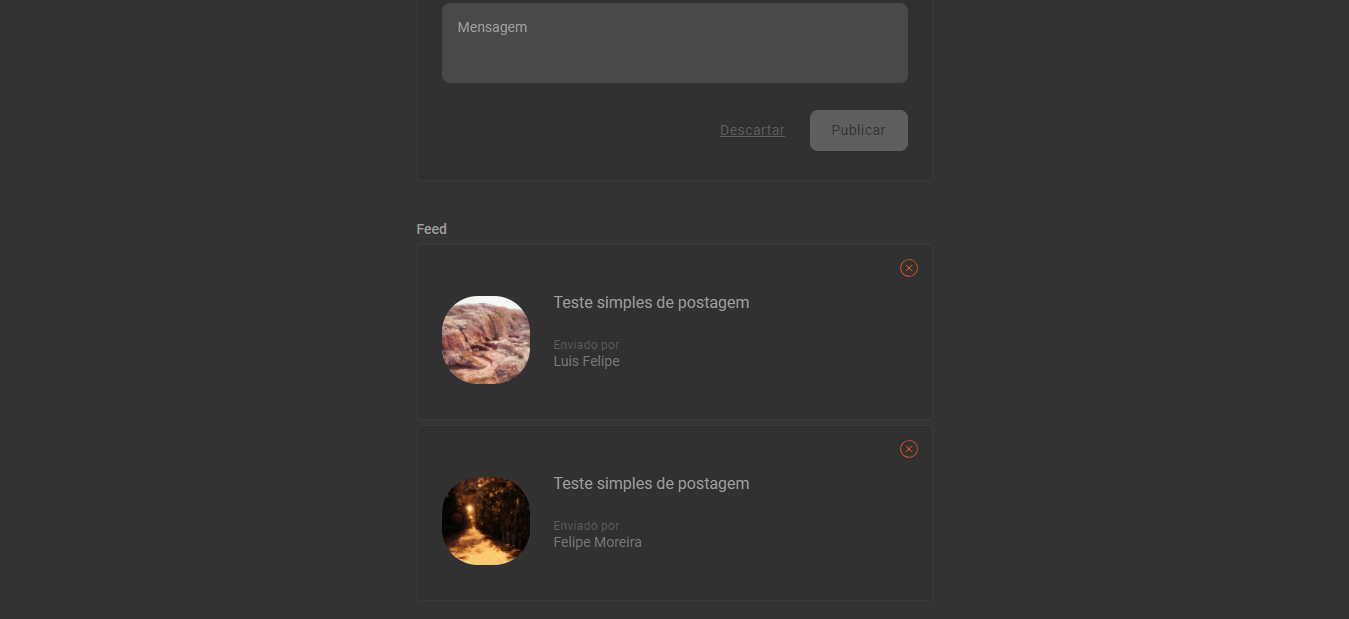 Mensagem
Descartar
Publicar
Feed
Teste simples de postagem
Enviado por
Luis Felipe
Teste simples de postagem
Enviado por
Felipe Moreira